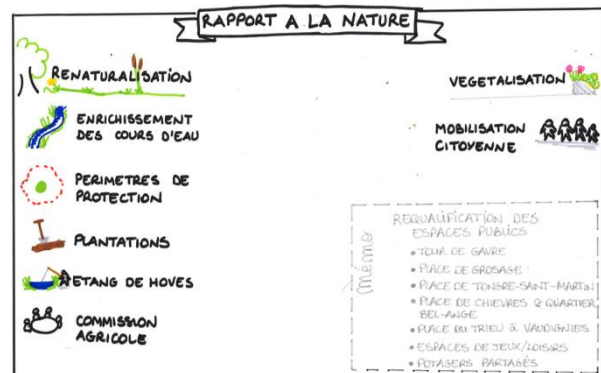 RAPPORT A LA NATURE
RENATURALISATION
ENRICHISSEMENT
DES COURS D'EAU
PERIMETRES DE
PROTECTION
PLANTATIONS
ETANG DE HOVES
COMMISSION
AGRICOLE
VEGETALISATION
MOBILISATION
CITOYENNE
mémo
REQUALIFICATION DES
ESPACES PUBLICS
• TOUR DE GAVRE
• PLACE DE GROSAGE
• PLACE DE TONGRE-SAINT-MARTIN
• PLACE DE CHIEVRES & QUARTIER
BEL-ANGE
• PLACE DU TRIEU à VAUDIGNIES
• ESPACES DE JEUX/LOISIRS
• POTAGERS PARTAGÉS